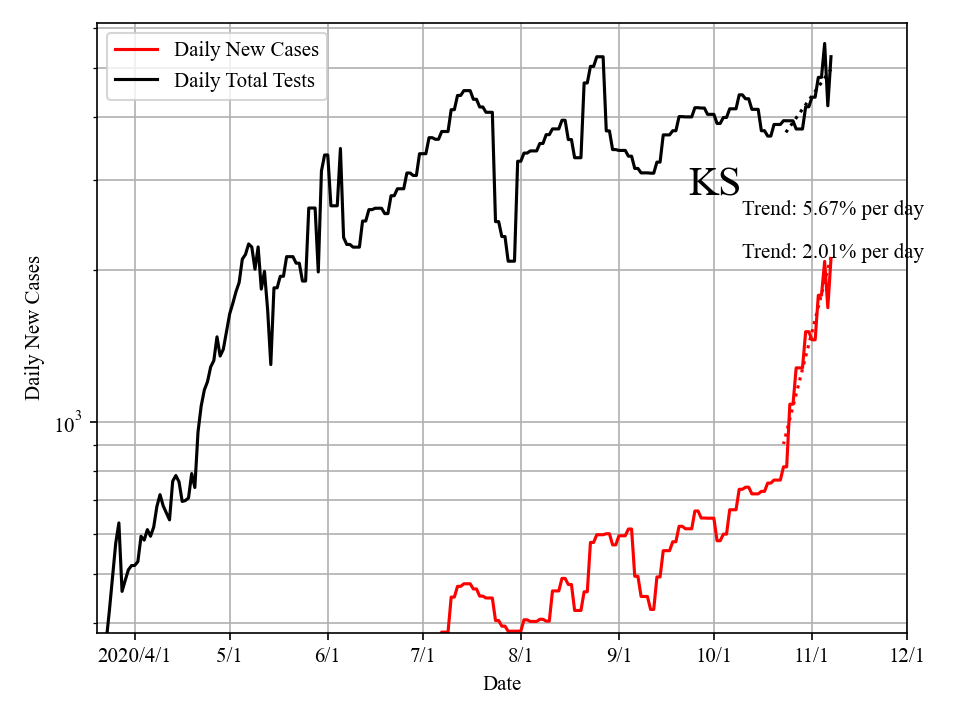 Daily New Cases
Daily Total Tests
KS
Trend: 5.67% per day
Trend: 2.01% per day
Daily New Cases
10³
2020/4/1 5/1 6/1 7/1 8/1 9/1 10/1 11/1 12/1
Date